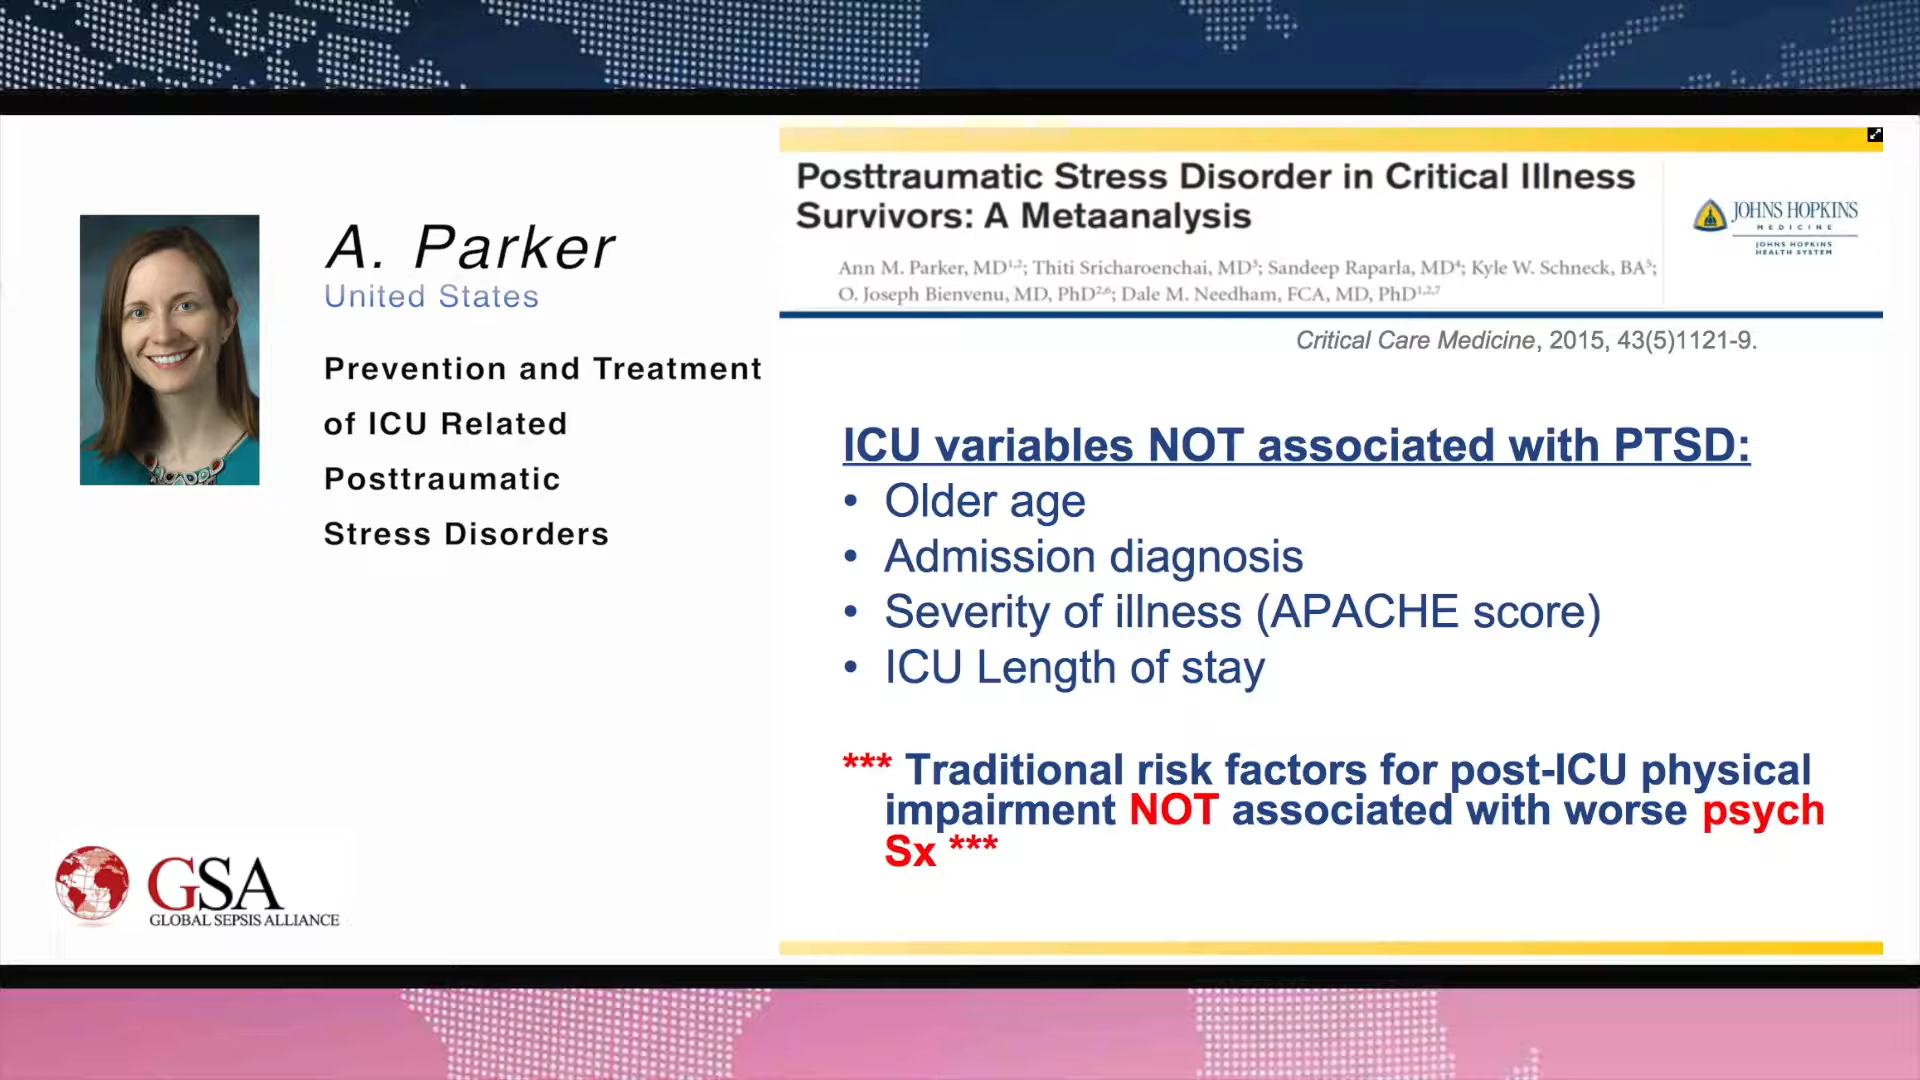 A. Parker
United States
Prevention and Treatment
of ICU Related
Posttraumatic
Stress Disorders
GSA
GLOBAL SEPSIS ALLIANCE
Posttraumatic Stress Disorder in Critical Illness
Survivors: A Metaanalysis
Ann M. Parker, MD1,2; Thiti Sricharoenchai, MD3; Sandeep Raparla, MD4; Kyle W. Schneck, BA5;
O. Joseph Bienvenu, MD, PhD2,6; Dale M. Needham, FCA, MD, PhD1,2,7
JOHNS HOPKINS
MEDICINE
JOHNS HOPKINS
HEALTH SYSTEM
Critical Care Medicine, 2015, 43(5)1121-9.
ICU variables NOT associated with PTSD:
• Older age
• Admission diagnosis
• Severity of illness (APACHE score)
• ICU Length of stay
*** Traditional risk factors for post-ICU physical
impairment NOT associated with worse psych
Sx ***